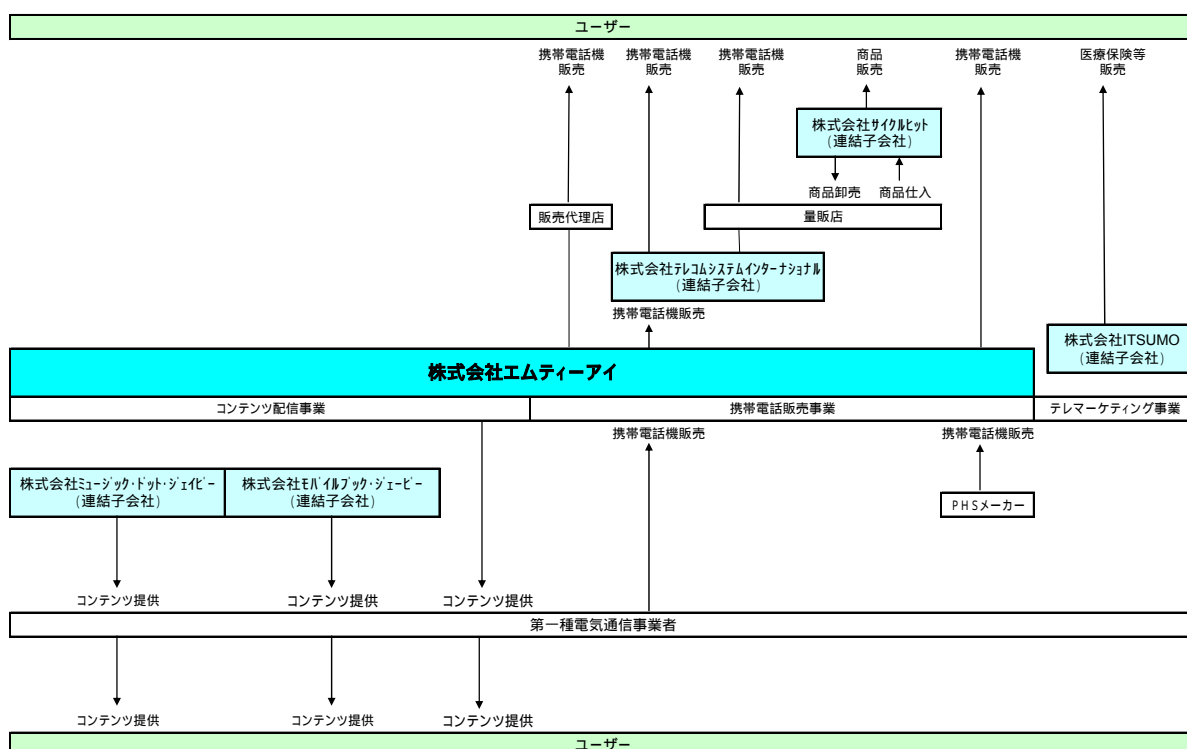 ユーザー
携帯電話機
販売
携帯電話機
販売
携帯電話機
販売
商品
販売
携帯電話機
販売
医療保険等
販売
株式会社ｻｲｸﾙﾋｯﾄ
(連結子会社)
商品卸売
商品仕入
販売代理店
量販店
株式会社ﾃﾚｺﾑｼｽﾃﾑｲﾝﾀｰﾅｼｮﾅﾙ
(連結子会社)
携帯電話機販売
株式会社ITSUMO
(連結子会社)
株式会社エムティーアイ
コンテンツ配信事業
携帯電話販売事業
テレマーケティング事業
携帯電話機販売
携帯電話機販売
株式会社ﾐｭｰｼﾞｯｸ･ﾄﾞｯﾄ･ｼﾞｪｲﾋﾟｰ
(連結子会社)
株式会社ﾓﾊﾞｲﾙﾌﾞｯｸ･ｼﾞｪｰﾋﾟｰ
(連結子会社)
ＰＨＳメーカー
コンテンツ提供
コンテンツ提供
コンテンツ提供
第一種電気通信事業者
コンテンツ提供
コンテンツ提供
コンテンツ提供
ユーザー